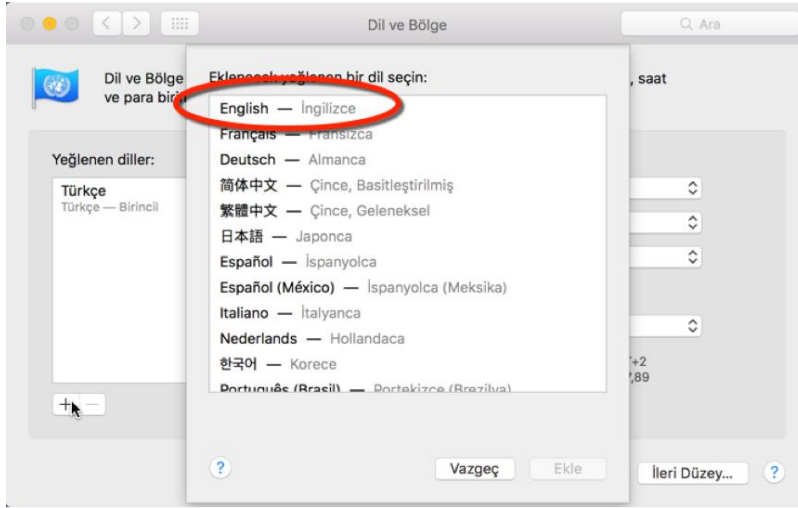 Dil ve Bölge
Ara
Dil ve Bölge
ve para biri
, saat
Yeğlenen diller:
Türkçe
Türkçe — Birincil
Eklenecek yeğlenen bir dil seçin:
English — İngilizce
Français — Fransızca
Deutsch — Almanca
简体中文 — Çince, Basitleştirilmiş
繁體中文 — Çince, Geleneksel
日本語 — Japonca
Español — İspanyolca
Español (México) — İspanyolca (Meksika)
Italiano — İtalyanca
Nederlands — Hollandaca
한국어 — Korece
Português (Brasil) — Portekizce (Brezilya)
+2
,89
+ −
?
Vazgeç
Ekle
İleri Düzey...
?